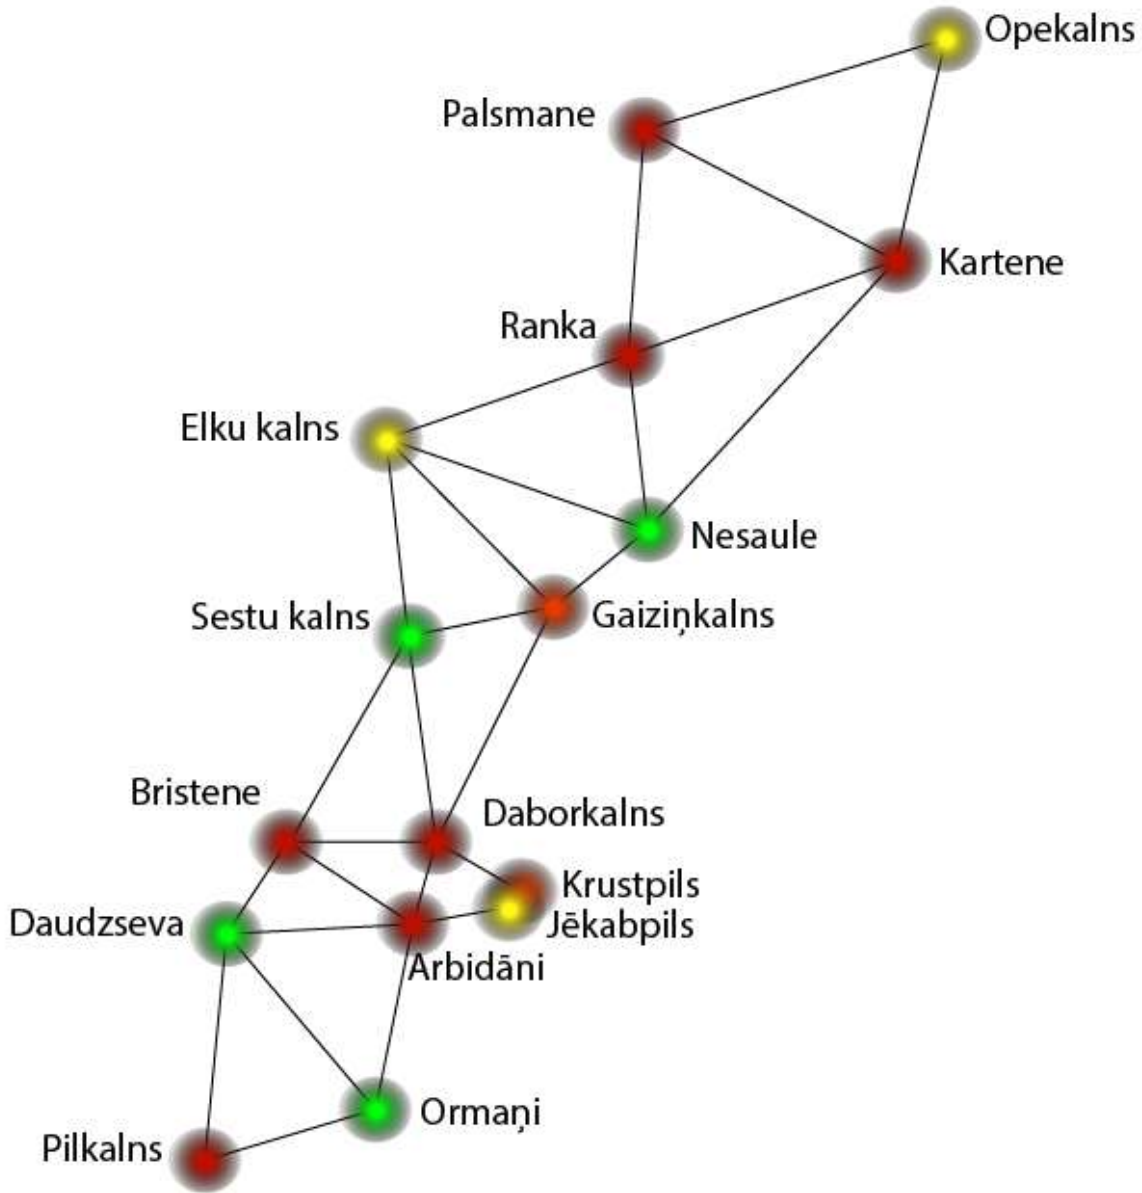 Opekalns
Palsmane
Kartene
Ranka
Elku kalns
Nesaule
Sestu kalns
Gaiziņkalns
Bristene
Daborkalns
Krustpils
Jēkabpils
Daudzseva
Arbidāni
Ormaņi
Pilkalns